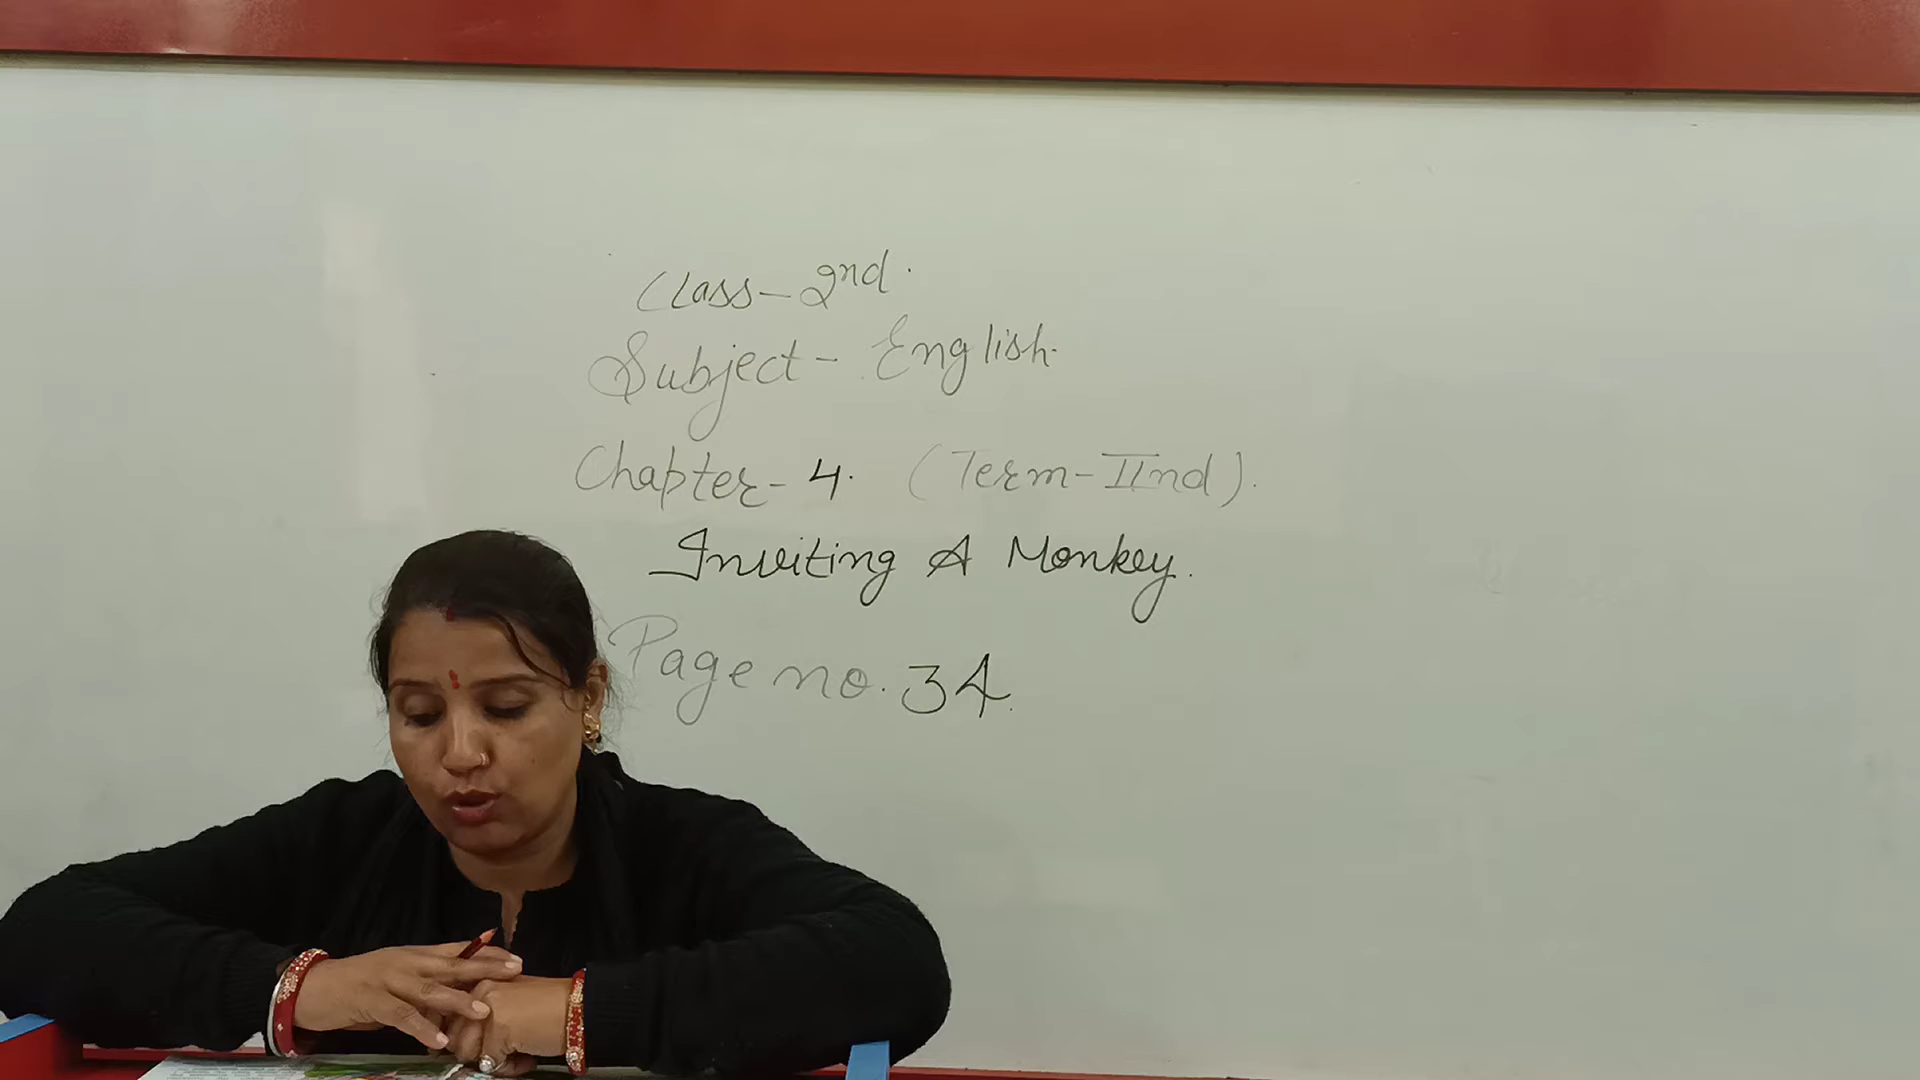 Class-2nd.
Subject- English.
Chapter-4. (Term-IInd).
Inviting A Monkey.
Page no. 34.